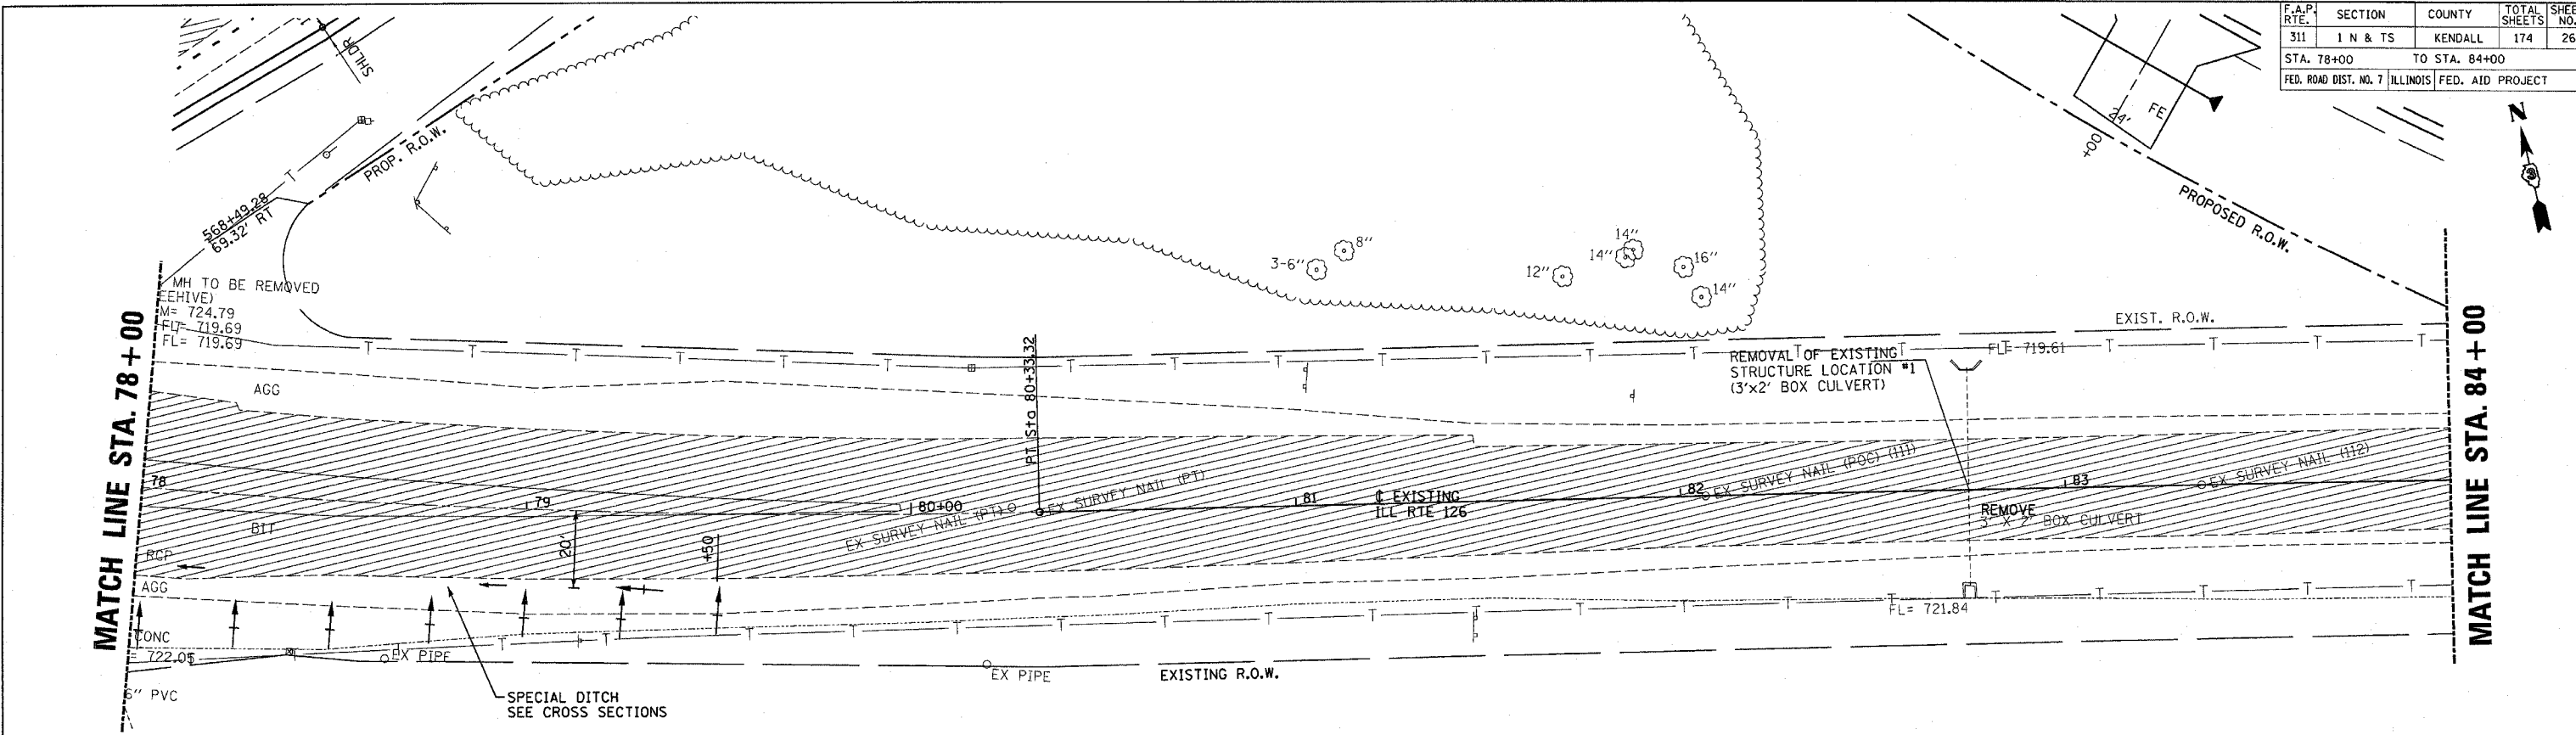 F.A.P. RTE. SECTION COUNTY TOTAL SHEETS
311 1 N & TS KENDALL 174 26
STA. 78+00 TO STA. 84+00
FED. ROAD DIST. NO. 7 ILLINOIS FED. AID PROJECT
N
SHLDR
PROP. R.O.W.
568+49.28
69.32' RT
24'
FE
+00
PROPOSED R.O.W.
8"
3-6"
12"
14"
14"
16"
14"
MH TO BE REMOVED
EEHIVE)
M= 724.79
FL= 719.69
FL= 719.69
MATCH LINE STA. 78+00
EXIST. R.O.W.
FL= 719.61
REMOVAL OF EXISTING
STRUCTURE LOCATION #1
(3'x2' BOX CULVERT)
MATCH LINE STA. 84+00
AGG
PT Sta 80+33.32
78
79
80+00
81
82
83
EX SURVEY NAIL (PT)
EX SURVEY NAIL (PT)
℄ EXISTING
ILL RTE 126
EX SURVEY NAIL (POC) (111)
EX SURVEY NAIL (112)
REMOVE
3' X 2' BOX CULVERT
BIT
20'
+50
RCP
AGG
CONC
= 722.05
EX PIPE
EX PIPE
EXISTING R.O.W.
FL= 721.84
6" PVC
SPECIAL DITCH
SEE CROSS SECTIONS